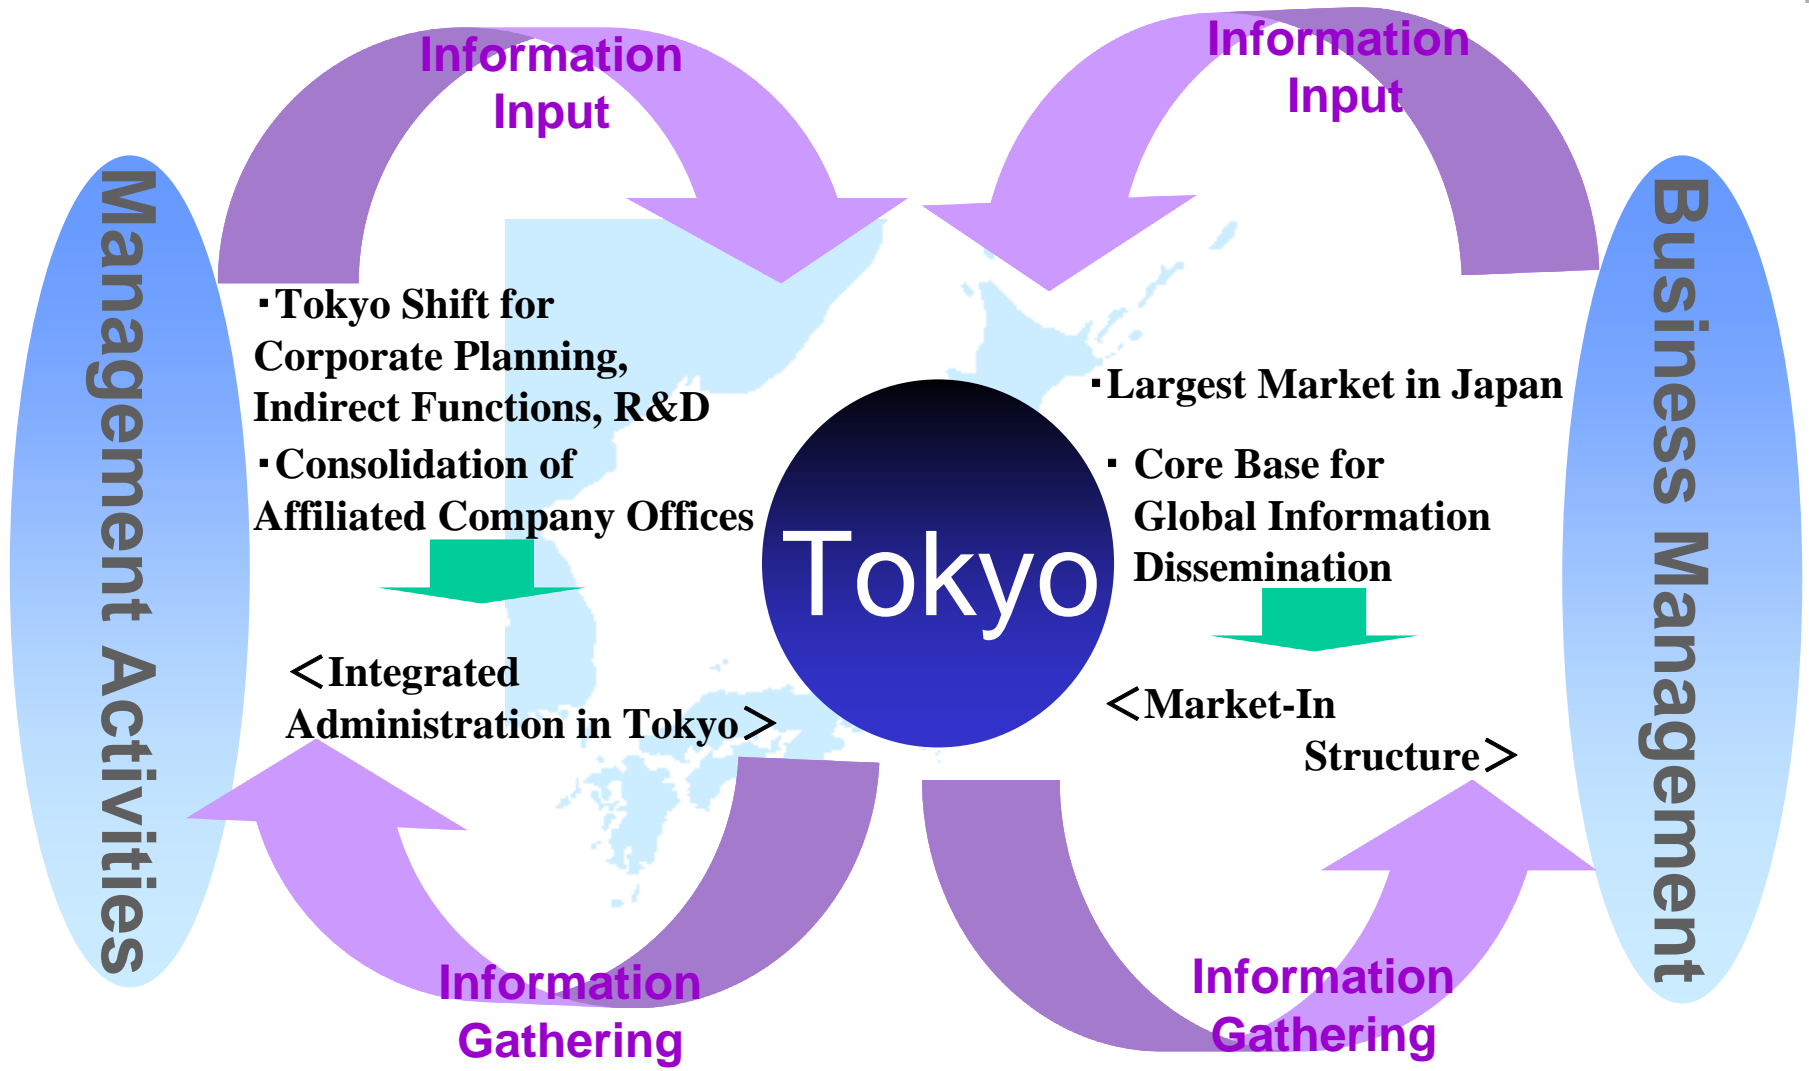 Information
Input
Information
Input
Management Activities
・Tokyo Shift for
Corporate Planning,
Indirect Functions, R&D
・Consolidation of
Affiliated Company Offices
＜Integrated
Administration in Tokyo＞
Tokyo
・Largest Market in Japan
・ Core Base for
Global Information
Dissemination
＜Market-In
Structure＞
Business Management
Information
Gathering
Information
Gathering